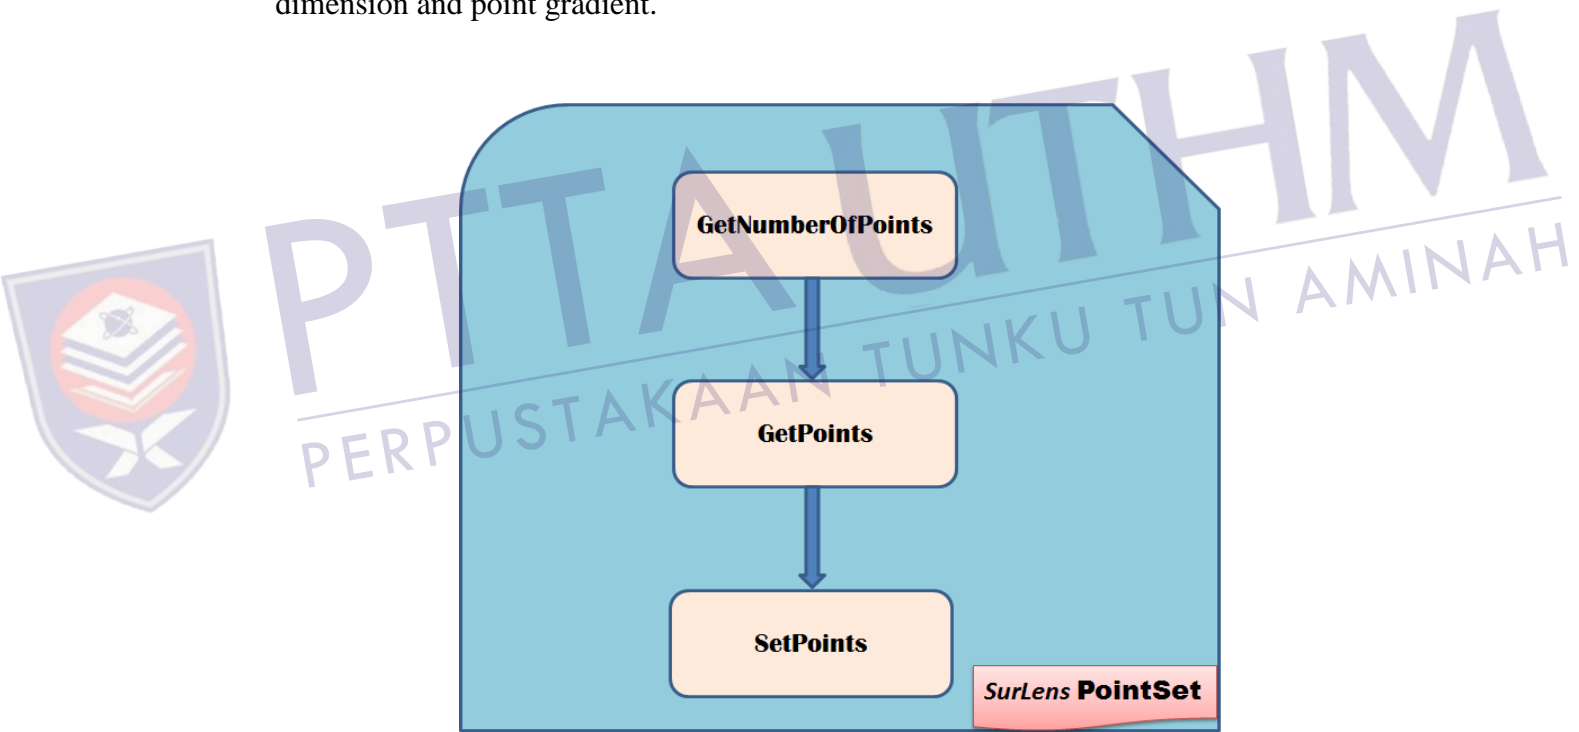 dimension and point gradient.
PTTA UTHM
PERPUSTAKAAN TUNKU TUN AMINAH
GetNumberOfPoints
GetPoints
SetPoints
SurLens PointSet